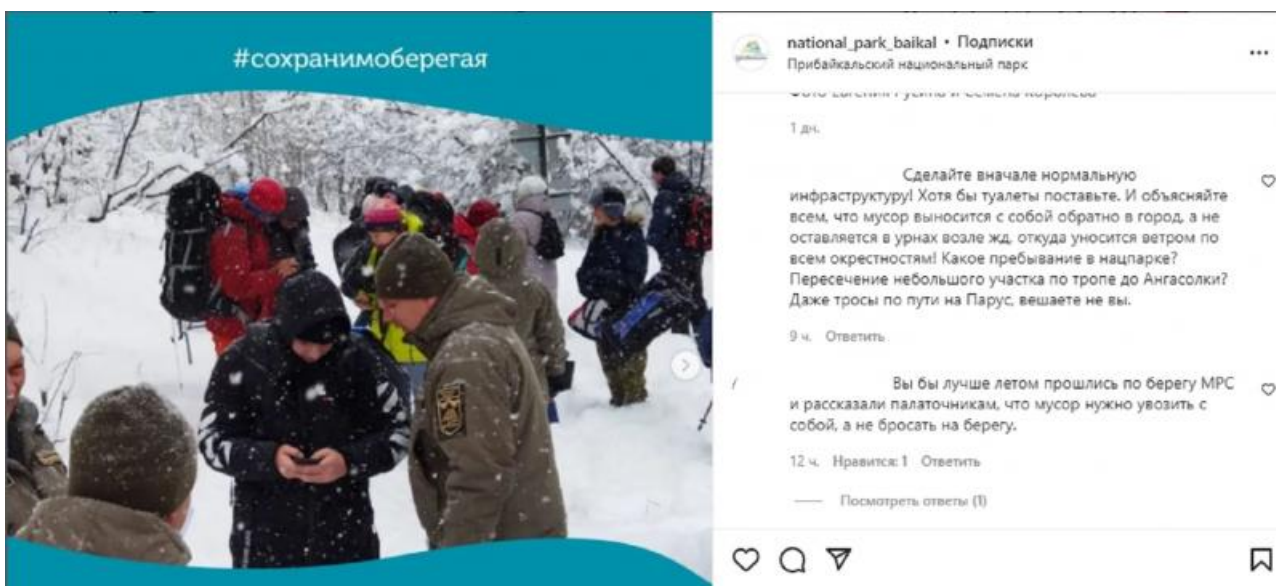 #сохранимоберегая
national_park_baikal • Подписки
Прибайкальский национальный парк
1 дн.
Сделайте вначале нормальную
инфраструктуру! Хотя бы туалеты поставьте. И объясняйте
всем, что мусор выносится с собой обратно в город, а не
оставляется в урнах возле жд, откуда уносится ветром по
всем окрестностям! Какое пребывание в нацпарке?
Пересечение небольшого участка по тропе до Ангасолки?
Даже тросы по пути на Парус, вешаете не вы.
9 ч. Ответить
Вы бы лучше летом прошлись по берегу МРС
и рассказали палаточникам, что мусор нужно увозить с
собой, а не бросать на берегу.
12 ч. Нравится: 1 Ответить
Посмотреть ответы (1)